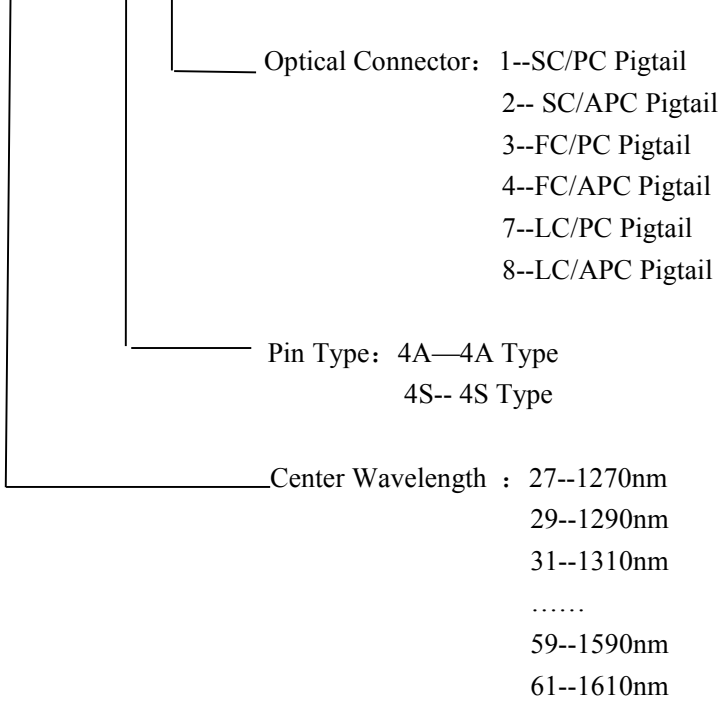 Optical Connector：1--SC/PC Pigtail
2-- SC/APC Pigtail
3--FC/PC Pigtail
4--FC/APC Pigtail
7--LC/PC Pigtail
8--LC/APC Pigtail
Pin Type：4A—4A Type
4S-- 4S Type
Center Wavelength ：27--1270nm
29--1290nm
31--1310nm
……
59--1590nm
61--1610nm